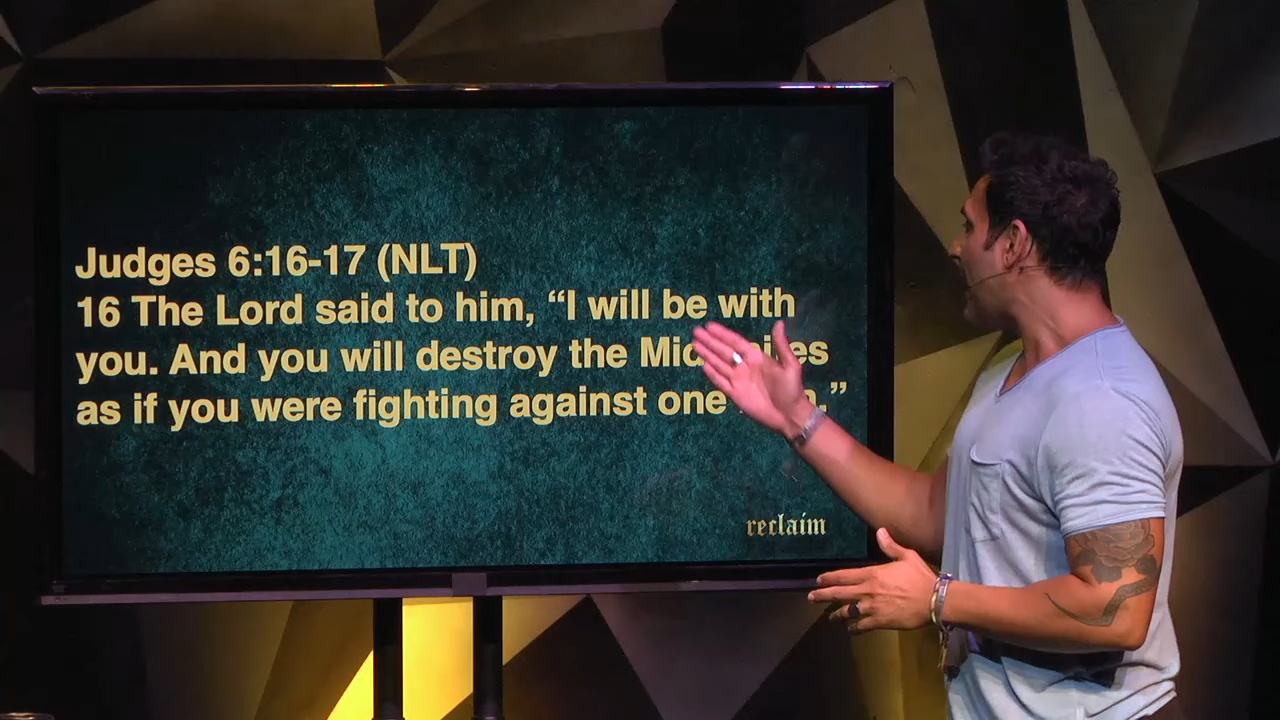 Judges 6:16-17 (NLT)
16 The Lord said to him, “I will be with
you. And you will destroy the
as if you were fighting against one
reclaim